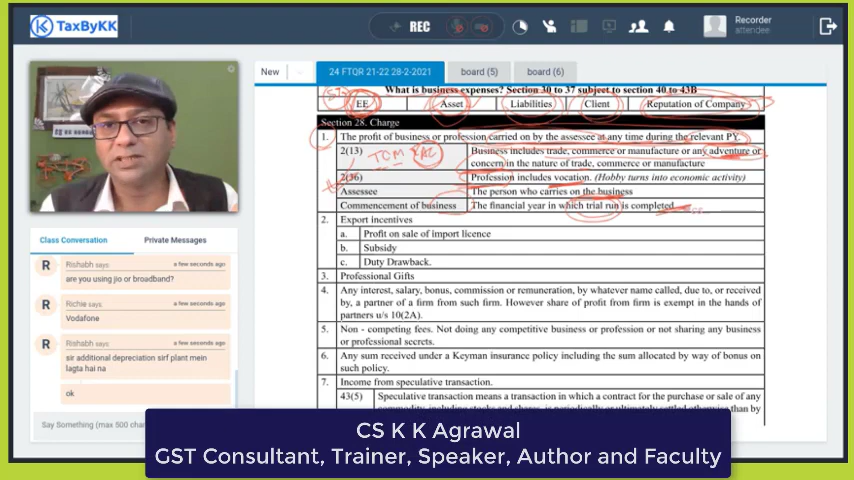 TaxByKK
REC
Recorder
attendee
New
24 FTQR 21-22 28-2-2021
board (5)
board (6)
What is business expenses? Section 30 to 37 subject to section 40 to 43B
EE
Asset
Liabilities
Client
Reputation of Company
Section 28. Charge
1. The profit of business or profession carried on by the assessee at any time during the relevant PY.
2(13) Business includes trade, commerce or manufacture or any adventure or
concern in the nature of trade, commerce or manufacture
2(36) Profession includes vocation. (Hobby turns into economic activity)
Assessee The person who carries on the business
Commencement of business The financial year in which trial run is completed
2. Export incentives
a. Profit on sale of import licence
b. Subsidy
c. Duty Drawback.
3. Professional Gifts
4. Any interest, salary, bonus, commission or remuneration, by whatever name called, due to, or received
by, a partner of a firm from such firm. However share of profit from firm is exempt in the hands of
partners u/s 10(2A).
5. Non - competing fees. Not doing any competitive business or profession or not sharing any business
or professional secrets.
6. Any sum received under a Keyman insurance policy including the sum allocated by way of bonus on
such policy.
7. Income from speculative transaction.
43(5) Speculative transaction means a transaction in which a contract for the purchase or sale of any
commodity, including stocks and shares, is periodically or ultimately settled otherwise than by
Class Conversation
Private Messages
R
Rishabh says:
a few seconds ago
are you using jio or broadband?
R
Richie says:
a few seconds ago
Vodafone
R
Rishabh says:
a few seconds ago
sir additional depreciation sirf plant mein
lagta hai na
ok
Say Something (max 500 char
CS K K Agrawal
GST Consultant, Trainer, Speaker, Author and Faculty